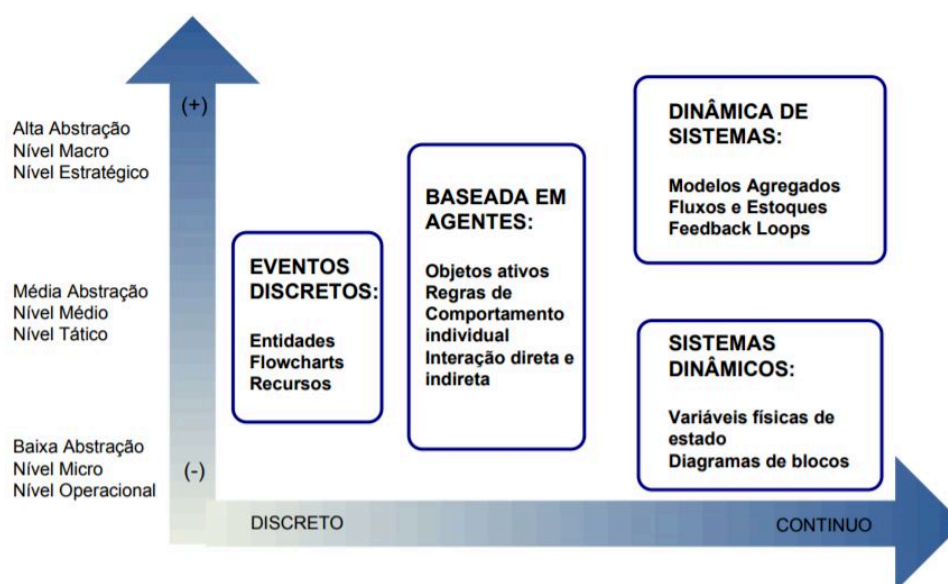 (+)
Alta Abstração
Nível Macro
Nível Estratégico
Média Abstração
Nível Médio
Nível Tático
Baixa Abstração
Nível Micro
Nível Operacional
(-)
EVENTOS
DISCRETOS:
Entidades
Flowcharts
Recursos
BASEADA EM
AGENTES:
Objetos ativos
Regras de
Comportamento
individual
Interação direta e
indireta
DINÂMICA DE
SISTEMAS:
Modelos Agregados
Fluxos e Estoques
Feedback Loops
SISTEMAS
DINÂMICOS:
Variáveis físicas de
estado
Diagramas de blocos
DISCRETO
CONTINUO